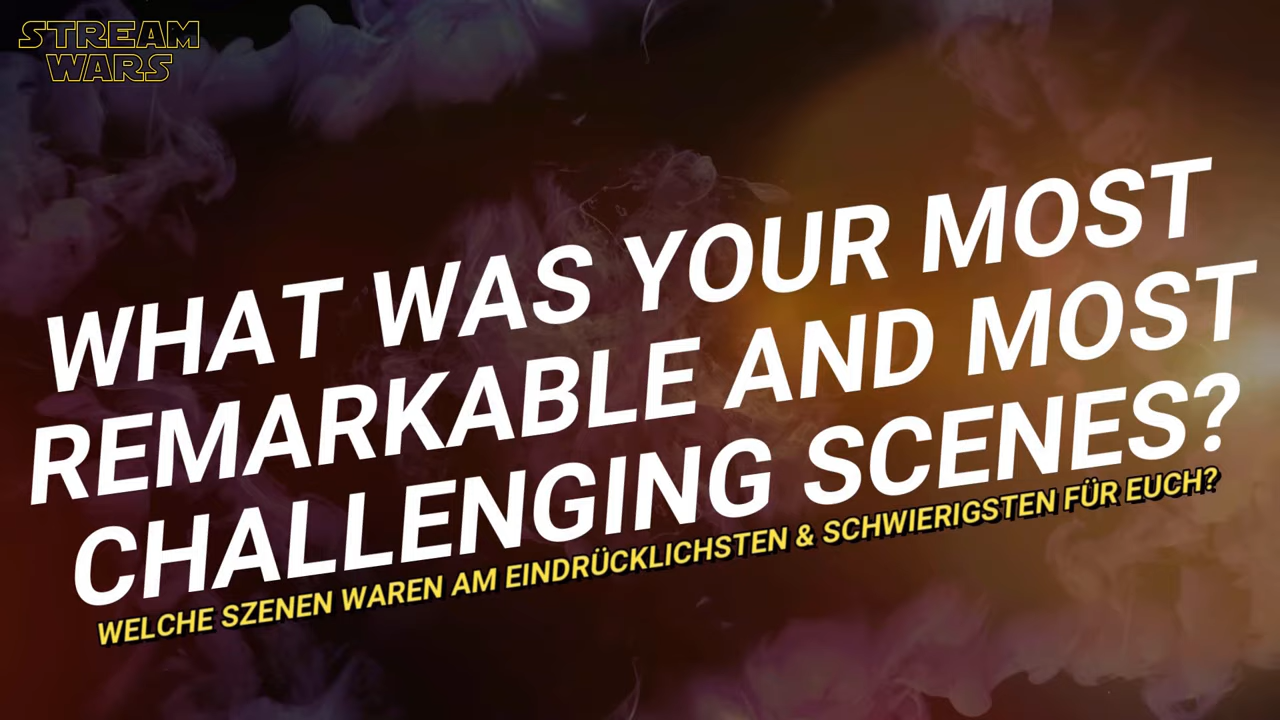 STREAM
WARS
WHAT WAS YOUR MOST
REMARKABLE AND MOST
CHALLENGING SCENES?
WELCHE SZENEN WAREN AM EINDRÜCKLICHSTEN & SCHWIERIGSTEN FÜR EUCH?